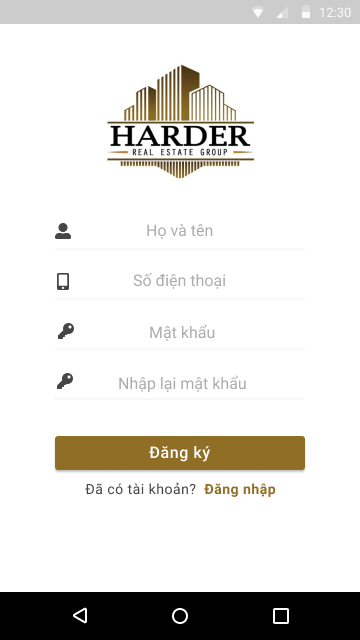 12:30
HARDER
REAL ESTATE GROUP
Họ và tên
Số điện thoại
Mật khẩu
Nhập lại mật khẩu
Đăng ký
Đã có tài khoản? Đăng nhập